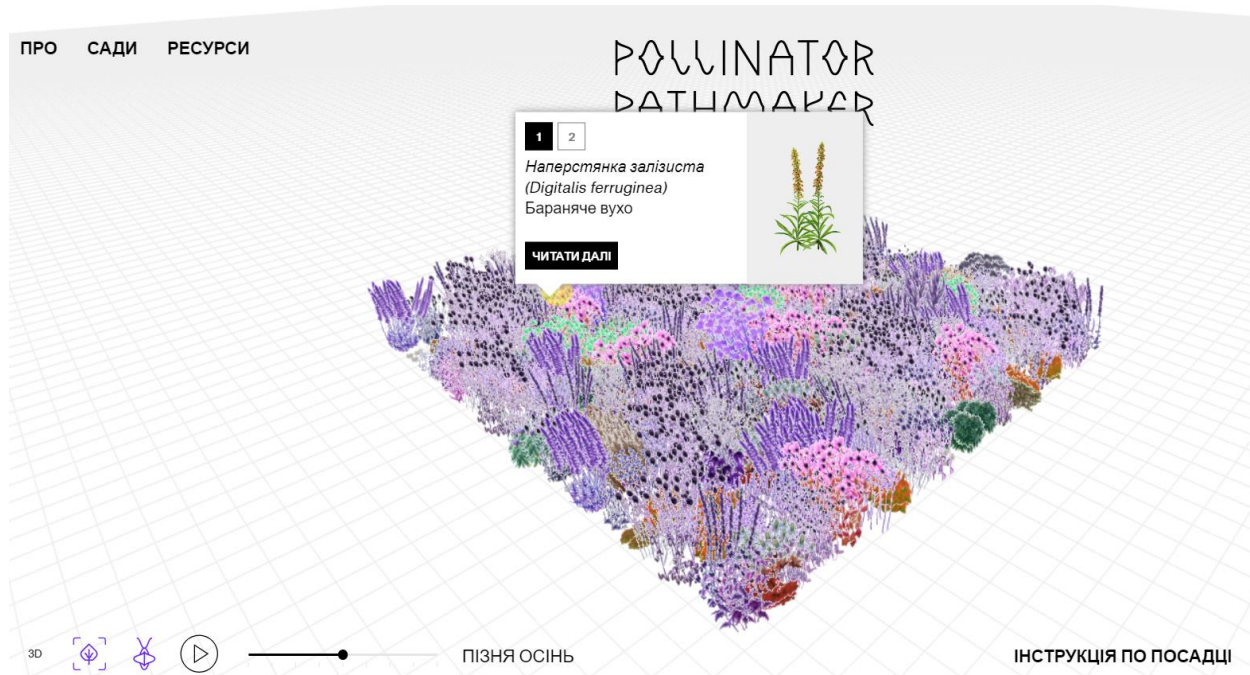 ПРО САДИ РЕСУРСИ
POLLINATOR
PATHMAKER
1 2
Наперстянка залізиста
(Digitalis ferruginea)
Бараняче вухо
ЧИТАТИ ДАЛІ
3D
ПІЗНЯ ОСІНЬ
ІНСТРУКЦІЯ ПО ПОСАДЦІ